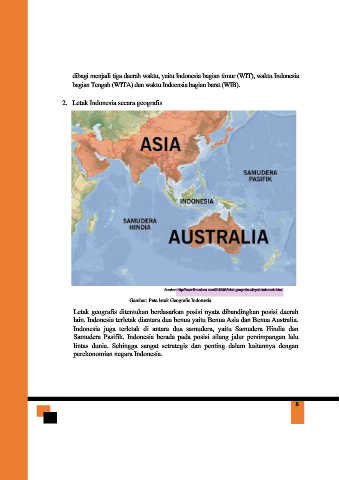 dibagi menjadi tiga daerah waktu, yaitu Indonesia bagian timur (WIT), waktu Indonesia
bagian Tengah (WITA) dan waktu Indonesia bagian barat (WIB).
2. Letak Indonesia secara geografis
ASIA
SAMUDERA
PASIFIK
INDONESIA
SAMUDERA
HINDIA
AUSTRALIA
Gambar: Peta letak Geografis Indonesia
Letak geografis ditentukan berdasarkan posisi nyata dibandingkan posisi daerah
lain. Indonesia terletak diantara dua benua yaitu Benua Asia dan Benua Australia.
Indonesia juga terletak di antara dua samudera, yaitu Samudera Hindia dan
Samudera Pasifik. Indonesia berada pada posisi silang jalur persimpangan lalu
lintas dunia. Sehingga sangat setrategis dan penting dalam kaitannya dengan
perekonomian negara Indonesia.